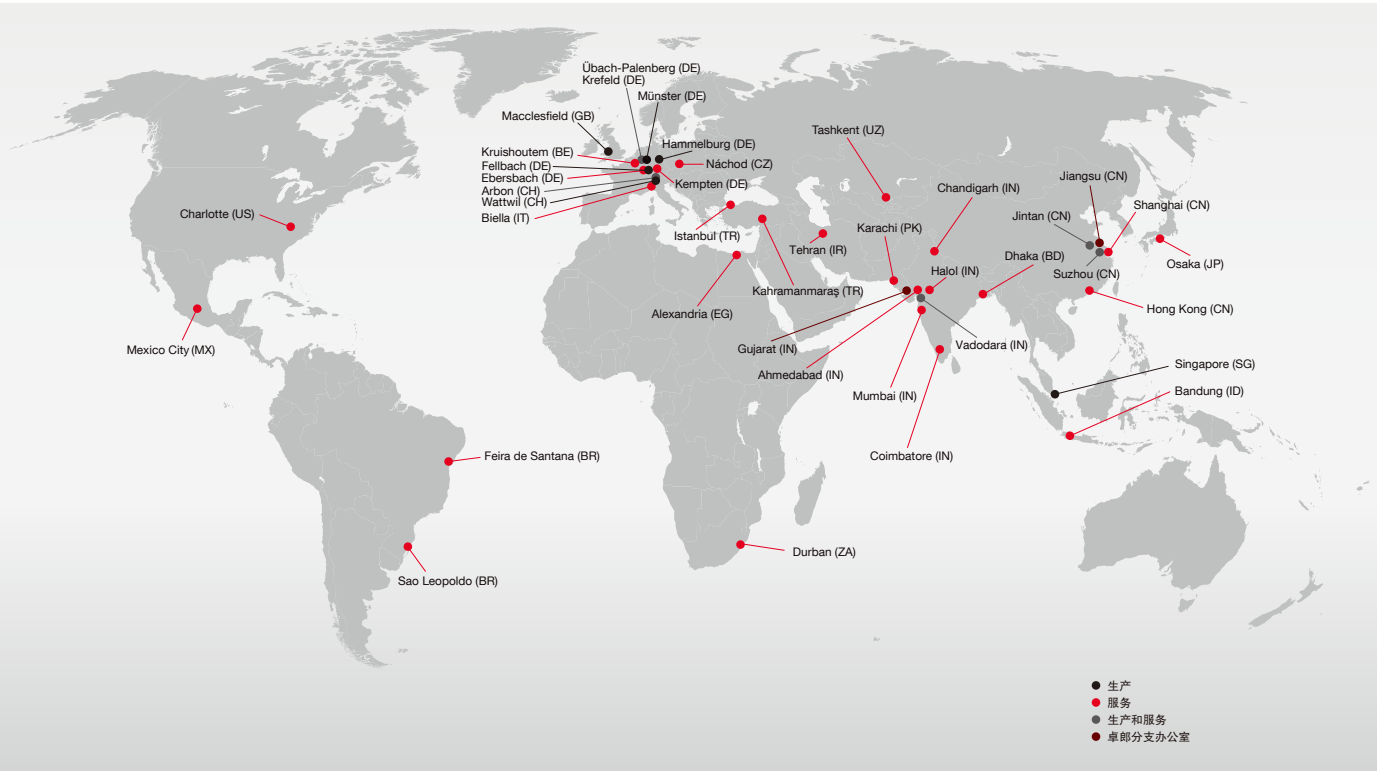 Übach-Palenberg (DE)
Krefeld (DE)
Münster (DE)
Macclesfield (GB)
Hammelburg (DE)
Kruishoutem (BE)
Fellbach (DE)
Ebersbach (DE)
Arbon (CH)
Wattwil (CH)
Biella (IT)
Náchod (CZ)
Kempten (DE)
Tashkent (UZ)
Chandigarh (IN)
Jiangsu (CN)
Jintan (CN)
Shanghai (CN)
Charlotte (US)
Istanbul (TR)
Tehran (IR)
Karachi (PK)
Dhaka (BD)
Halol (IN)
Suzhou (CN)
Osaka (JP)
Kahramanmaraş (TR)
Alexandria (EG)
Hong Kong (CN)
Mexico City (MX)
Gujarat (IN)
Vadodara (IN)
Ahmedabad (IN)
Singapore (SG)
Mumbai (IN)
Bandung (ID)
Feira de Santana (BR)
Coimbatore (IN)
Durban (ZA)
Sao Leopoldo (BR)
生产
服务
生产和服务
卓郎分支办公室